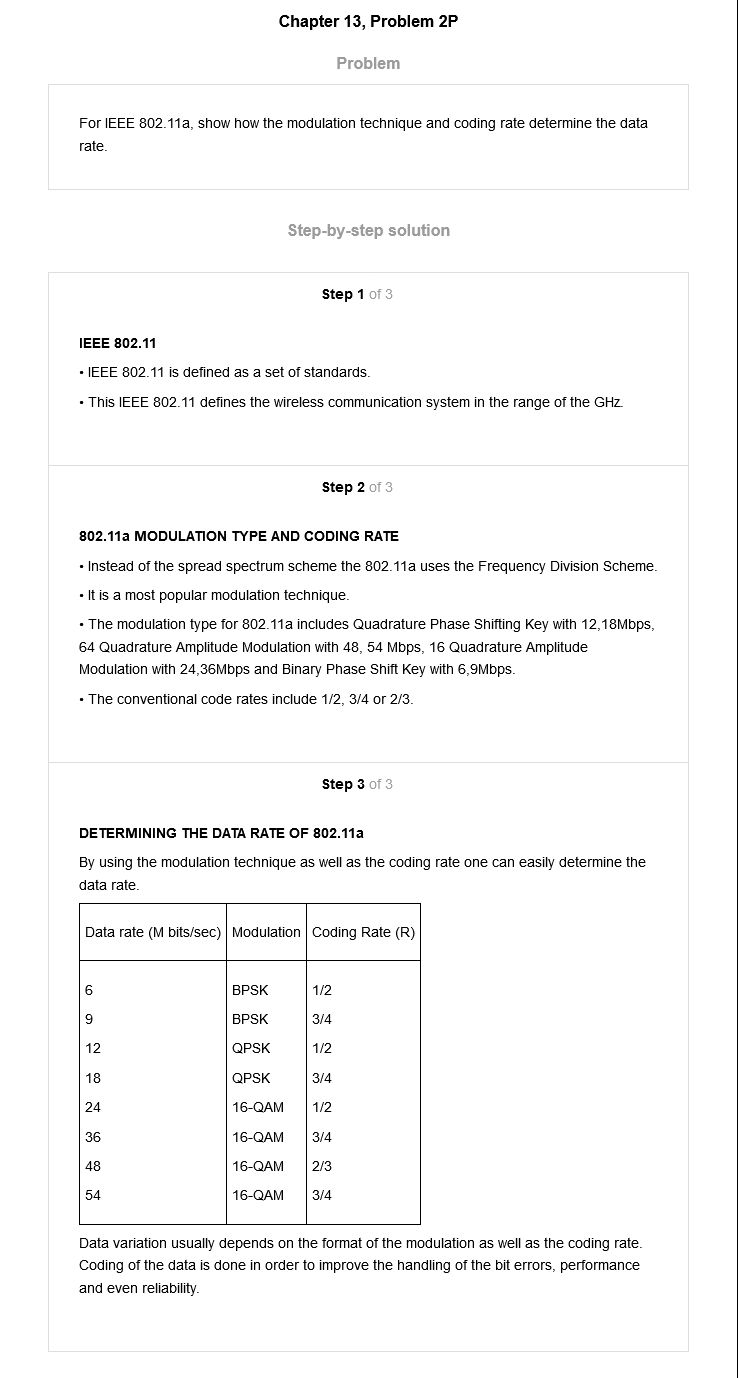 Chapter 13, Problem 2P
Problem
For IEEE 802.11a, show how the modulation technique and coding rate determine the data
rate.
Step-by-step solution
Step 1 of 3
IEEE 802.11
• IEEE 802.11 is defined as a set of standards.
• This IEEE 802.11 defines the wireless communication system in the range of the GHz.
Step 2 of 3
802.11a MODULATION TYPE AND CODING RATE
• Instead of the spread spectrum scheme the 802.11a uses the Frequency Division Scheme.
• It is a most popular modulation technique.
• The modulation type for 802.11a includes Quadrature Phase Shifting Key with 12,18Mbps,
64 Quadrature Amplitude Modulation with 48, 54 Mbps, 16 Quadrature Amplitude
Modulation with 24,36Mbps and Binary Phase Shift Key with 6,9Mbps.
• The conventional code rates include 1/2, 3/4 or 2/3.
Step 3 of 3
DETERMINING THE DATA RATE OF 802.11a
By using the modulation technique as well as the coding rate one can easily determine the
data rate.
Data rate (M bits/sec) Modulation Coding Rate (R)
6 BPSK 1/2
9 BPSK 3/4
12 QPSK 1/2
18 QPSK 3/4
24 16-QAM 1/2
36 16-QAM 3/4
48 16-QAM 2/3
54 16-QAM 3/4
Data variation usually depends on the format of the modulation as well as the coding rate.
Coding of the data is done in order to improve the handling of the bit errors, performance
and even reliability.